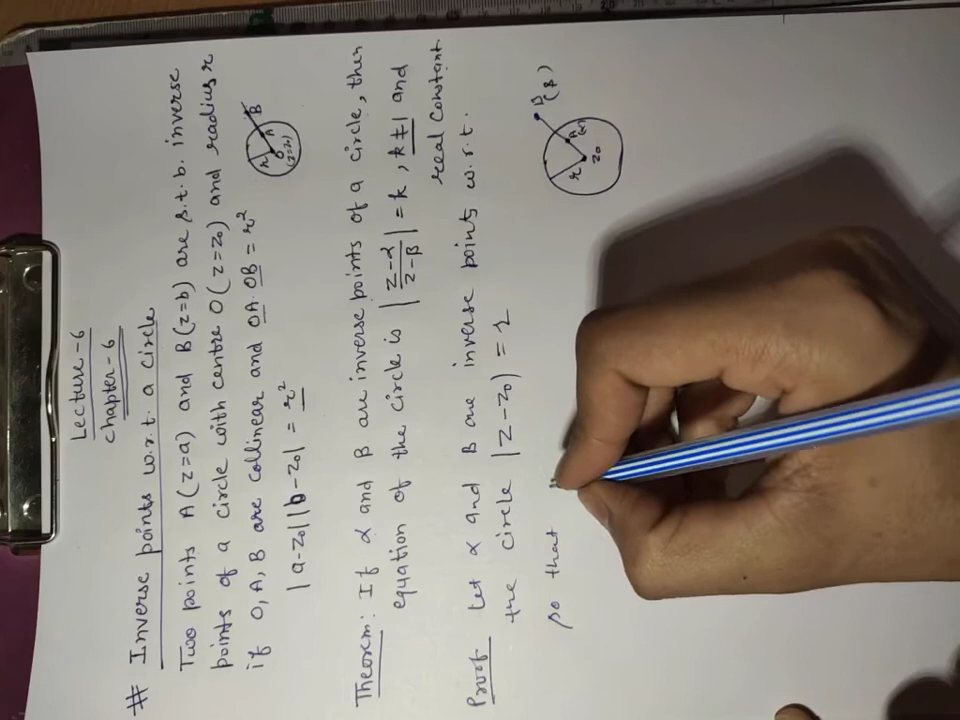 Lecture-6
chapter-6
# Inverse points w.r.t. a circle
Two points A(z=a) and B(z=b) are s.t.b. inverse
points of a circle with centre O(z=z₀) and radius r
if O, A, B are collinear and OA·OB = r²
|a-z₀||b-z₀| = r²
r
O
(z=z₀)
A
B
Theorem: If α and β are inverse points of a circle, then
equation of the circle is |z-α/z-β| = k, k≠1 and
real constant
Proof Let α and β are inverse points w.r.t.
the circle |z-z₀| = r
so that
r
z₀
A
(α)
B
(β)